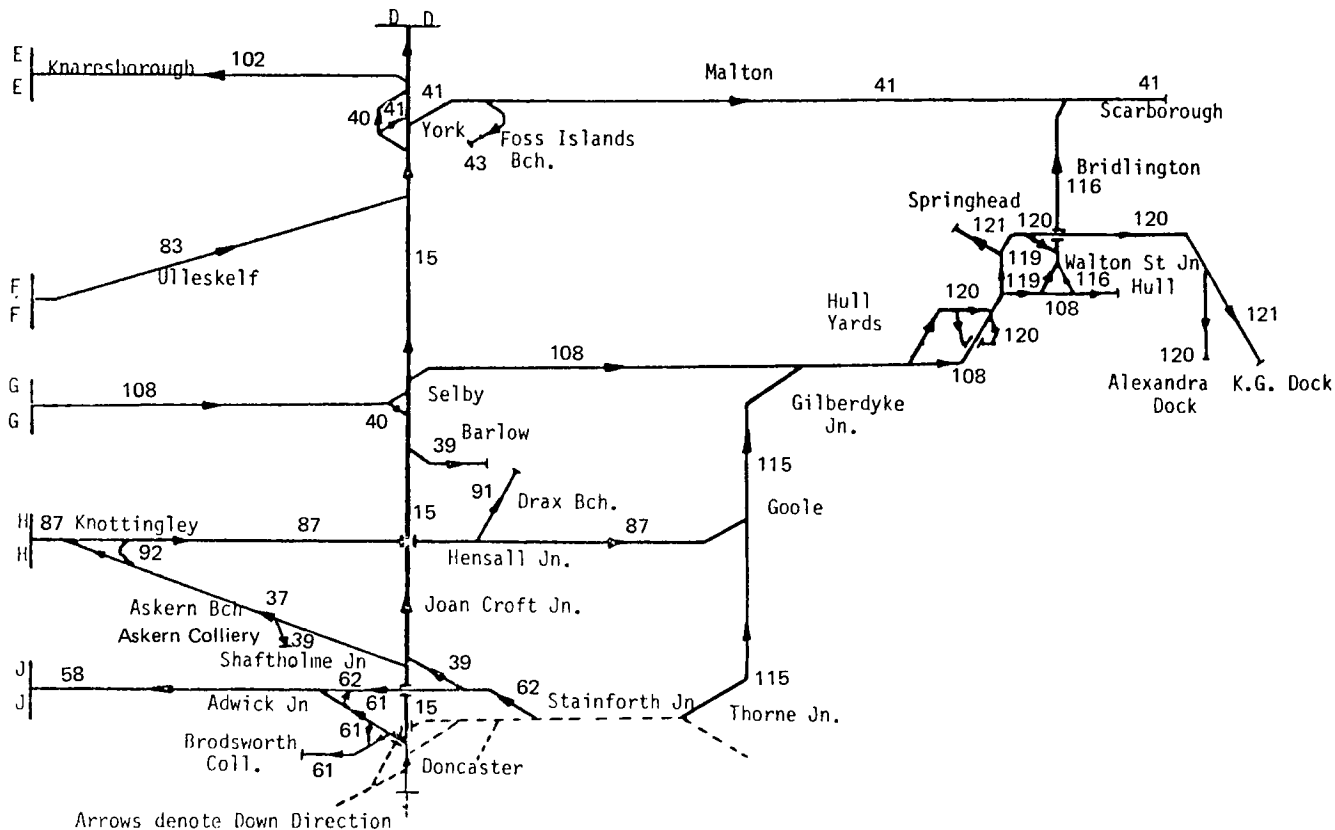 D D
E
E
Knaresborough
102
Malton
41
41
41
40
41
York
Foss Islands
Bch.
43
Scarborough
Bridlington
116
Springhead
121
120
120
83
Ulleskelf
15
119
Walton St Jn
119
116
Hull
F
F
Hull
Yards
120
120
108
121
G
G
108
108
108
120
Alexandra
Dock
K.G. Dock
Selby
40
Gilberdyke
Jn.
39
Barlow
91
Drax Bch.
115
15
Goole
H
H
87
Knottingley
87
87
92
Hensall Jn.
Askern Bch
37
Joan Croft Jn.
Askern Colliery
39
Shaftholme Jn
39
J
J
58
62
61
62
Stainforth Jn
115
Adwick Jn
15
Thorne Jn.
61
Brodsworth
Coll.
61
Doncaster
Arrows denote Down Direction